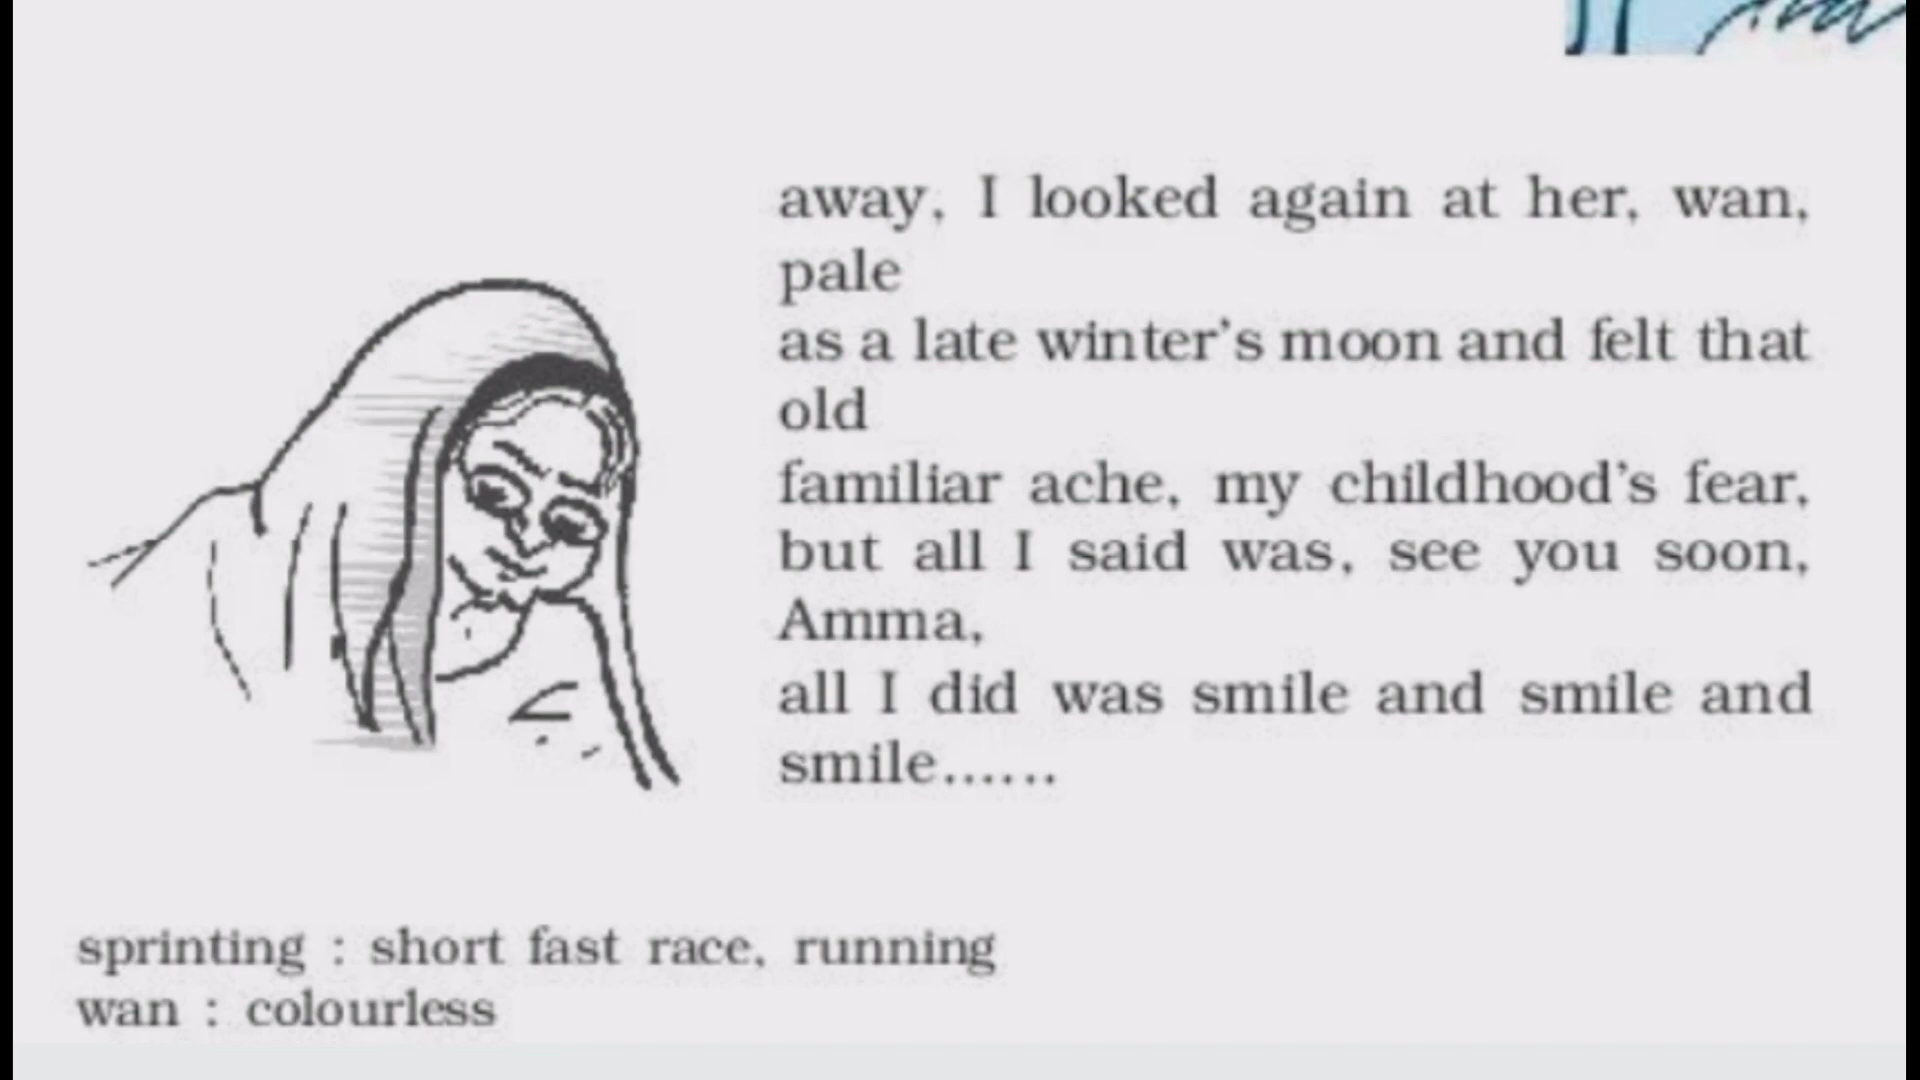 away, I looked again at her, wan,
pale
as a late winter's moon and felt that
old
familiar ache, my childhood's fear,
but all I said was, see you soon,
Amma,
all I did was smile and smile and
smile......
sprinting : short fast race, running
wan : colourless